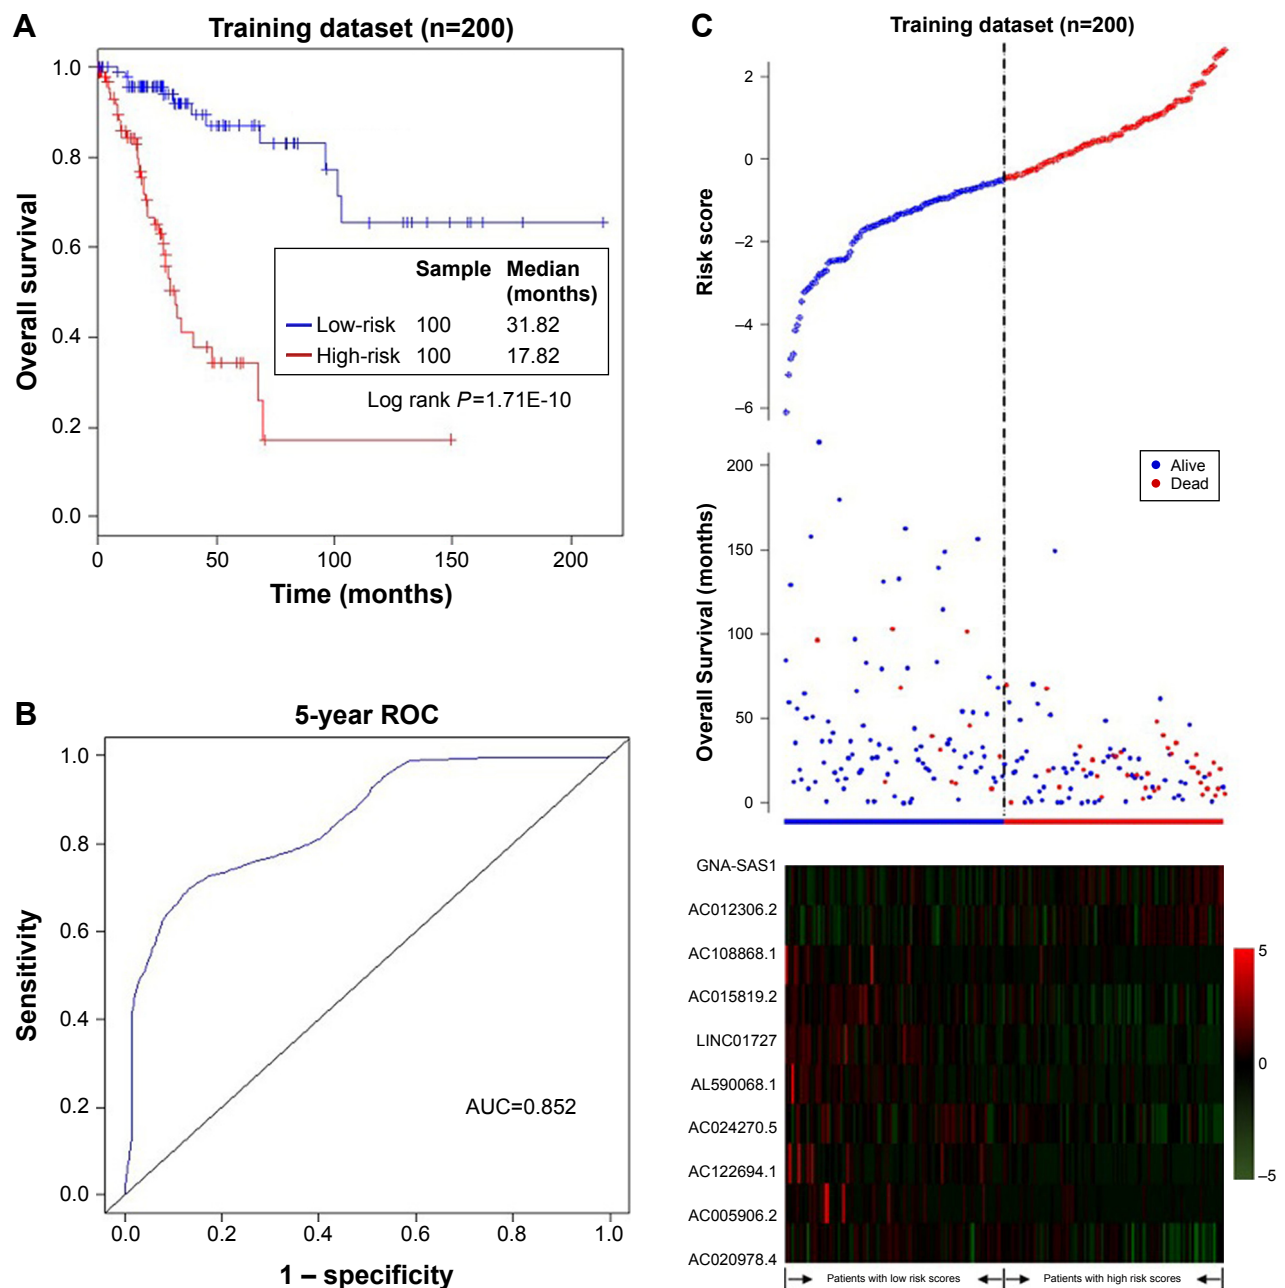 A
Training dataset (n=200)
Overall survival
1.0
0.8
0.6
0.4
0.2
0.0
Sample Median
(months)
Low-risk 100 31.82
High-risk 100 17.82
Log rank P=1.71E-10
0 50 100 150 200
Time (months)
B
5-year ROC
Sensitivity
1.0
0.8
0.6
0.4
0.2
0.0
AUC=0.852
0.0 0.2 0.4 0.6 0.8 1.0
1 – specificity
C
Training dataset (n=200)
Risk score
2
0
–2
–4
–6
Overall Survival (months)
200
150
100
50
0
Alive
Dead
GNA-SAS1
AC012306.2
AC108868.1
AC015819.2
LINC01727
AL590068.1
AC024270.5
AC122694.1
AC005906.2
AC020978.4
5
0
–5
Patients with low risk scores
Patients with high risk scores